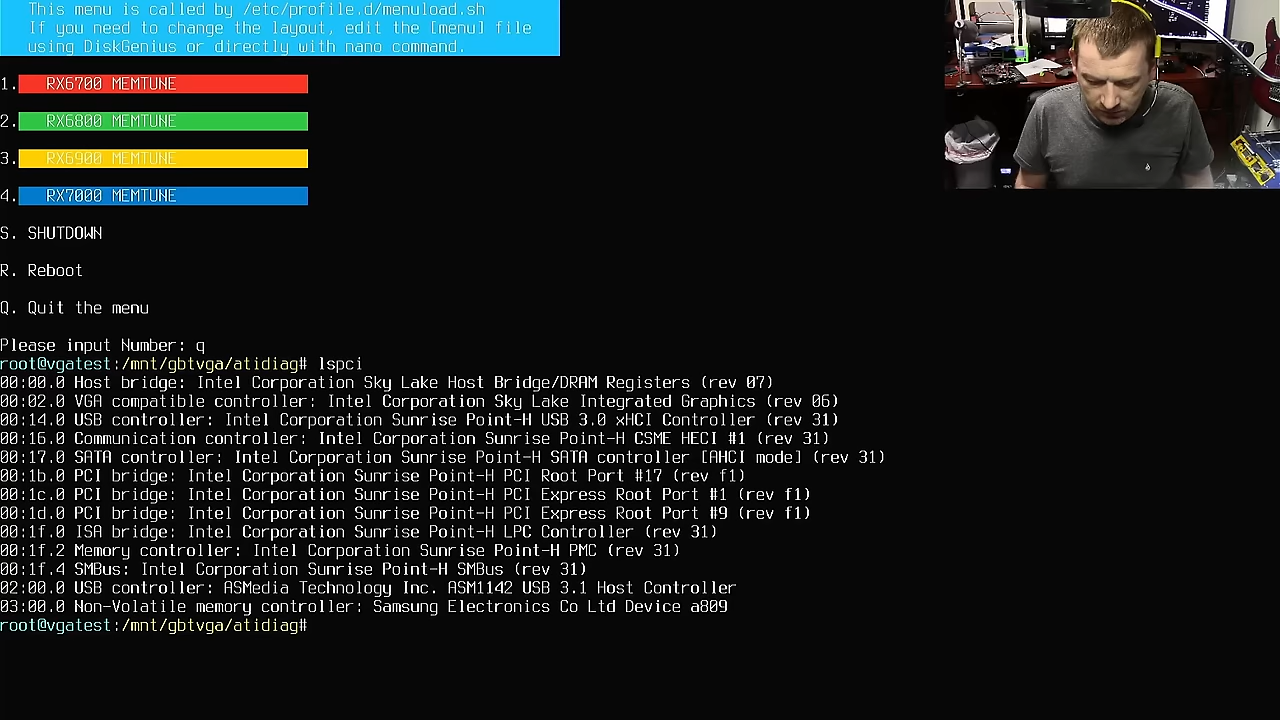 This menu is called by /etc/profile.d/menuload.sh
If you need to change the layout, edit the [menu] file
using DiskGenius or directly with nano command.
1. RX6700 MEMTUNE
2. RX6800 MEMTUNE
3. RX6900 MEMTUNE
4. RX7000 MEMTUNE
S. SHUTDOWN
R. Reboot
Q. Quit the menu
Please input Number: q
root@vgatest:/mnt/gbtvga/atidiag# lspci
00:00.0 Host bridge: Intel Corporation Sky Lake Host Bridge/DRAM Registers (rev 07)
00:02.0 VGA compatible controller: Intel Corporation Sky Lake Integrated Graphics (rev 06)
00:14.0 USB controller: Intel Corporation Sunrise Point-H USB 3.0 xHCI Controller (rev 31)
00:16.0 Communication controller: Intel Corporation Sunrise Point-H CSME HECI #1 (rev 31)
00:17.0 SATA controller: Intel Corporation Sunrise Point-H SATA controller [AHCI mode] (rev 31)
00:1b.0 PCI bridge: Intel Corporation Sunrise Point-H PCI Root Port #17 (rev f1)
00:1c.0 PCI bridge: Intel Corporation Sunrise Point-H PCI Express Root Port #1 (rev f1)
00:1d.0 PCI bridge: Intel Corporation Sunrise Point-H PCI Express Root Port #9 (rev f1)
00:1f.0 ISA bridge: Intel Corporation Sunrise Point-H LPC Controller (rev 31)
00:1f.2 Memory controller: Intel Corporation Sunrise Point-H PMC (rev 31)
00:1f.4 SMBus: Intel Corporation Sunrise Point-H SMBus (rev 31)
02:00.0 USB controller: ASMedia Technology Inc. ASM1142 USB 3.1 Host Controller
03:00.0 Non-Volatile memory controller: Samsung Electronics Co Ltd Device a809
root@vgatest:/mnt/gbtvga/atidiag#